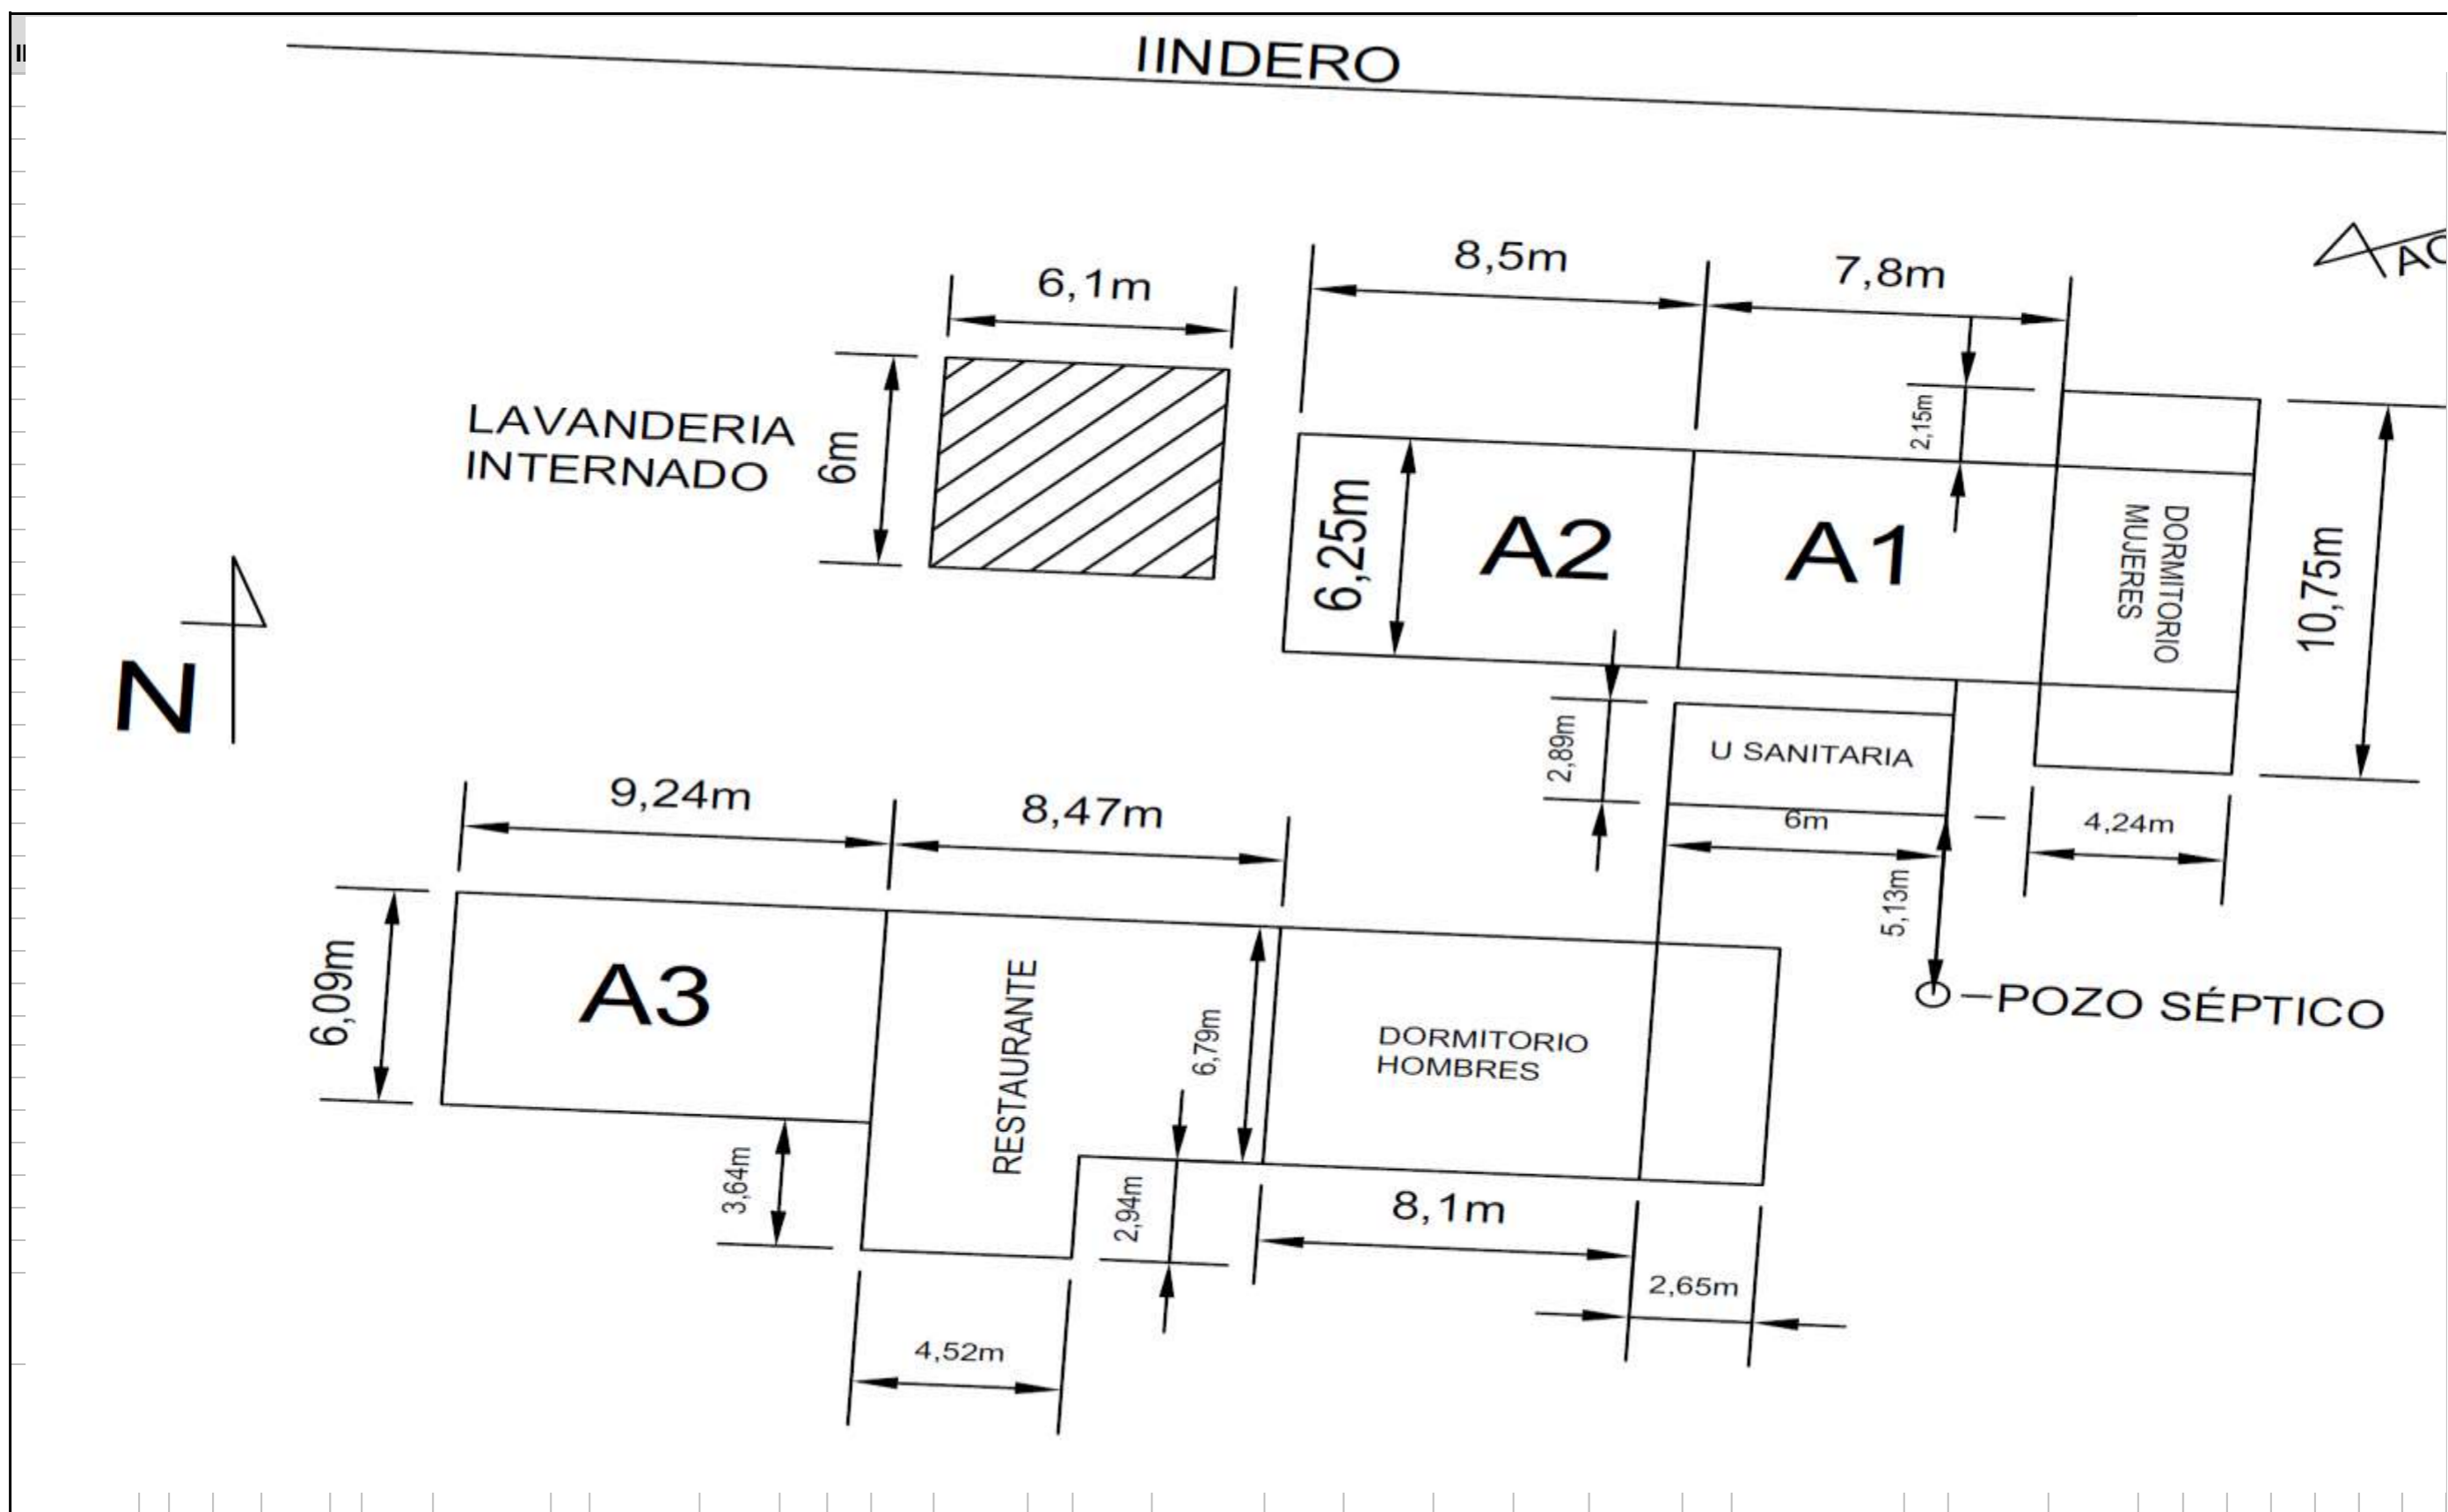 IINDERO
8,5m
7,8m
6,1m
2,15m
LAVANDERIA
INTERNADO
6m
6,25m
A2
A1
DORMITORIO
MUJERES
10,75m
N
2,89m
U SANITARIA
6m
4,24m
5,13m
9,24m
8,47m
6,09m
A3
RESTAURANTE
6,79m
DORMITORIO
HOMBRES
POZO SÉPTICO
3,64m
2,94m
8,1m
2,65m
4,52m